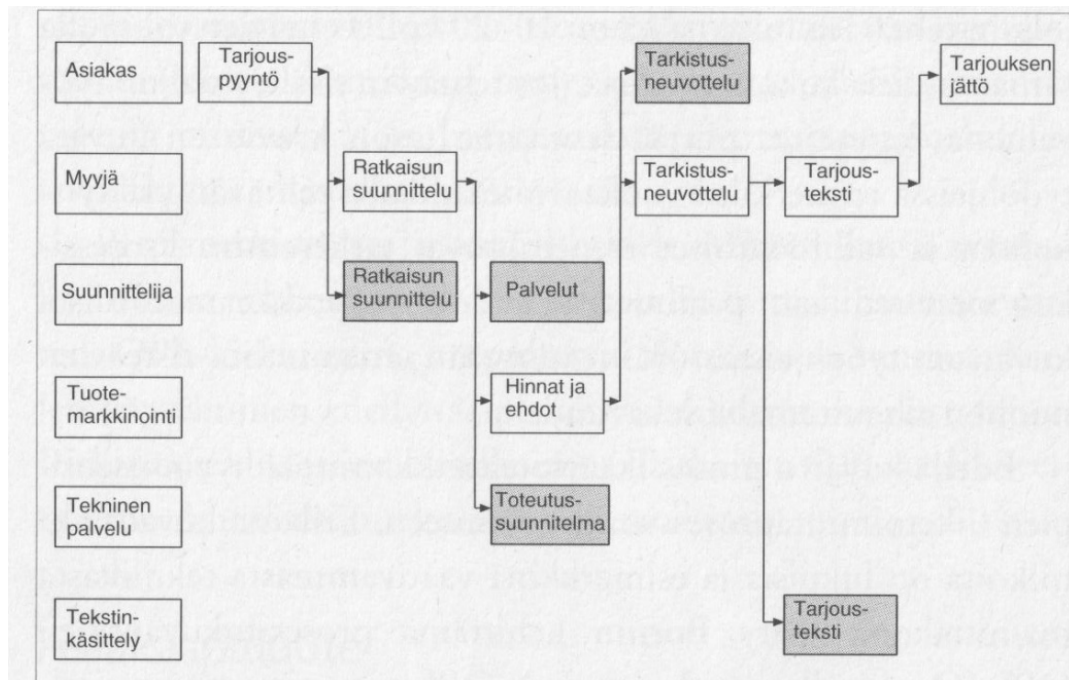 Asiakas
Tarjous-
pyyntö
Tarkistus-
neuvottelu
Tarjouksen
jättö
Myyjä
Ratkaisun
suunnittelu
Tarkistus-
neuvottelu
Tarjous-
teksti
Suunnittelija
Ratkaisun
suunnittelu
Palvelut
Tuote-
markkinointi
Hinnat ja
ehdot
Tekninen
palvelu
Toteutus-
suunnitelma
Tekstin-
käsittely
Tarjous-
teksti